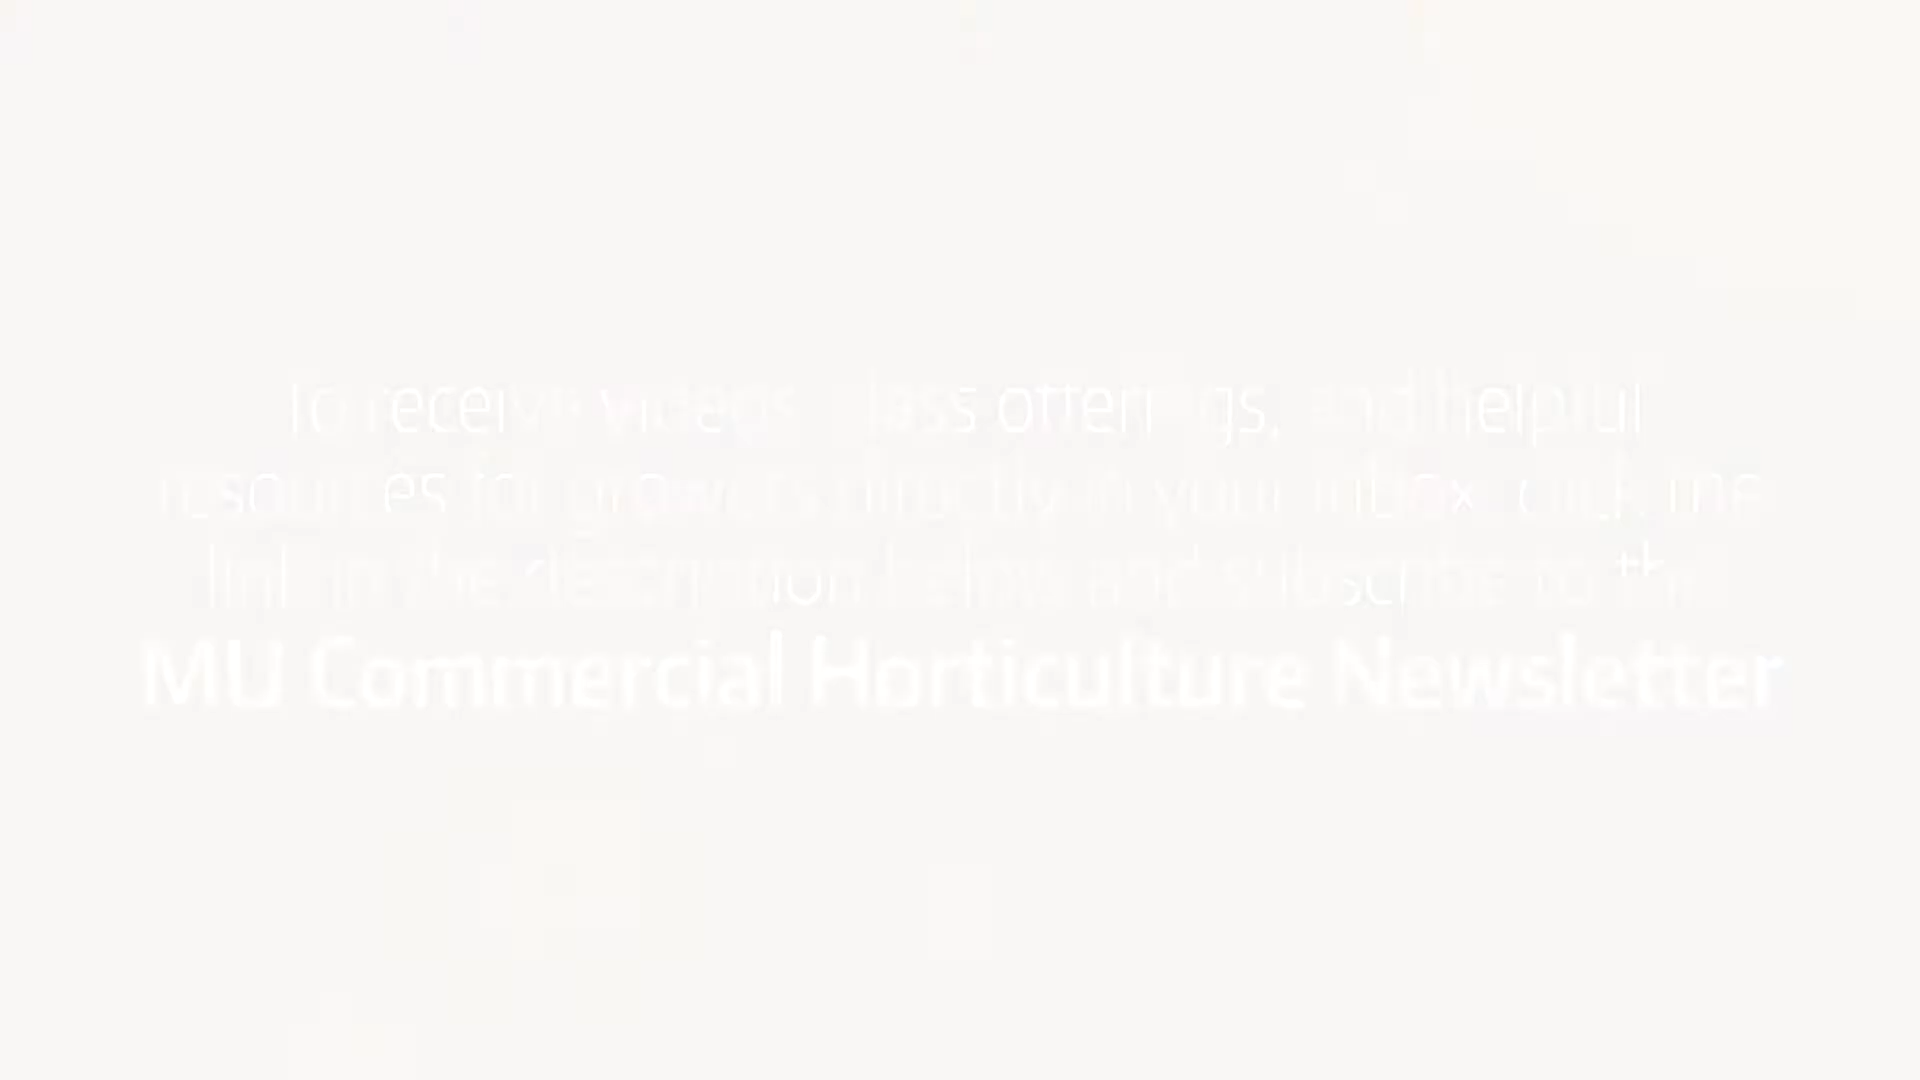 To receive videos, class offerings, and helpful
resources for growers directly in your inbox, click the
link in the description below and subscribe to the
MU Commercial Horticulture Newsletter